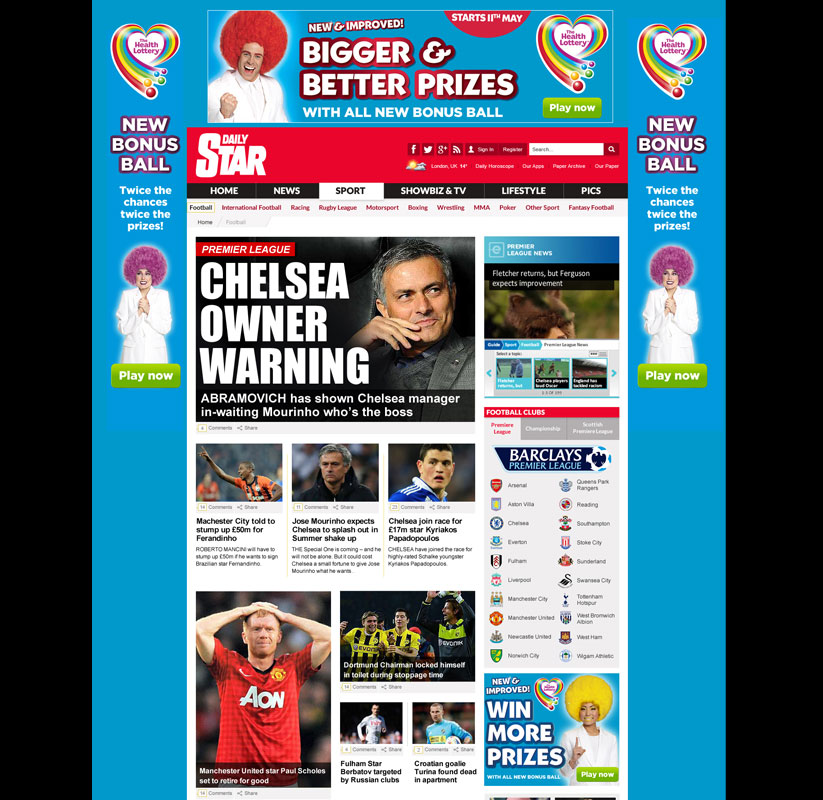 The Health Lottery
NEW BONUS BALL
Twice the
chances
twice the
prizes!
Play now
NEW & IMPROVED!
BIGGER &
BETTER PRIZES
WITH ALL NEW BONUS BALL
STARTS 11TH MAY
The Health Lottery
Play now
The Health Lottery
NEW BONUS BALL
Twice the
chances
twice the
prizes!
Play now
DAILY STAR
Sign In Register Search...
London, UK 14° Daily Horoscope Our Apps Paper Archive Our Paper
HOME NEWS SPORT SHOWBIZ & TV LIFESTYLE PICS
Football International Football Racing Rugby League Motorsport Boxing Wrestling MMA Poker Other Sport Fantasy Football
Home Football
PREMIER LEAGUE
CHELSEA
OWNER
WARNING
ABRAMOVICH has shown Chelsea manager
in-waiting Mourinho who's the boss
4 Comments Share
PREMIER
LEAGUE NEWS
Fletcher returns, but Ferguson
expects improvement
Guide Sport Football Premier League News
Select a topic:
Fletcher returns, but
Chelsea players laud Oscar
England has tackled racism
FOOTBALL CLUBS
Premiere League
Championship
Scottish Premiere League
BARCLAYS
PREMIER LEAGUE
Arsenal Queens Park Rangers
Aston Villa Reading
Chelsea Southampton
Everton Stoke City
Fulham Sunderland
Liverpool Swansea City
Manchester City Tottenham Hotspur
Manchester United West Bromwich Albion
Newcastle United West Ham
Norwich City Wigam Athletic
14 Comments Share
Machester City told to
stump up £50m for
Ferandinho
ROBERTO MANCINI will have to
stump up £50m if he wants to sign
Brazilian star Fernandinho.
11 Comments Share
Jose Mourinho expects
Chelsea to splash out in
Summer shake up
THE Special One is coming – and he
will not be alone. But it could cost
Chelsea a small fortune to give Jose
Mourinho what he wants.
23 Comments Share
Chelsea join race for
£17m star Kyriakos
Papadopoulos
CHELSEA have joined the race for
highly-rated Schalke youngster
Kyriakos Papadopoulos.
AON
Manchester United star Paul Scholes
set to retire for good
14 Comments Share
EVONIK
Dortmund Chairman locked himself
in toilet during stoppage time
14 Comments Share
4 Comments Share
Fulham Star
Berbatov targeted
by Russian clubs
2 Comments Share
Croatian goalie
Turina found dead
in apartment
NEW &
IMPROVED!
WIN
MORE
PRIZES
WITH ALL NEW BONUS BALL
Play now